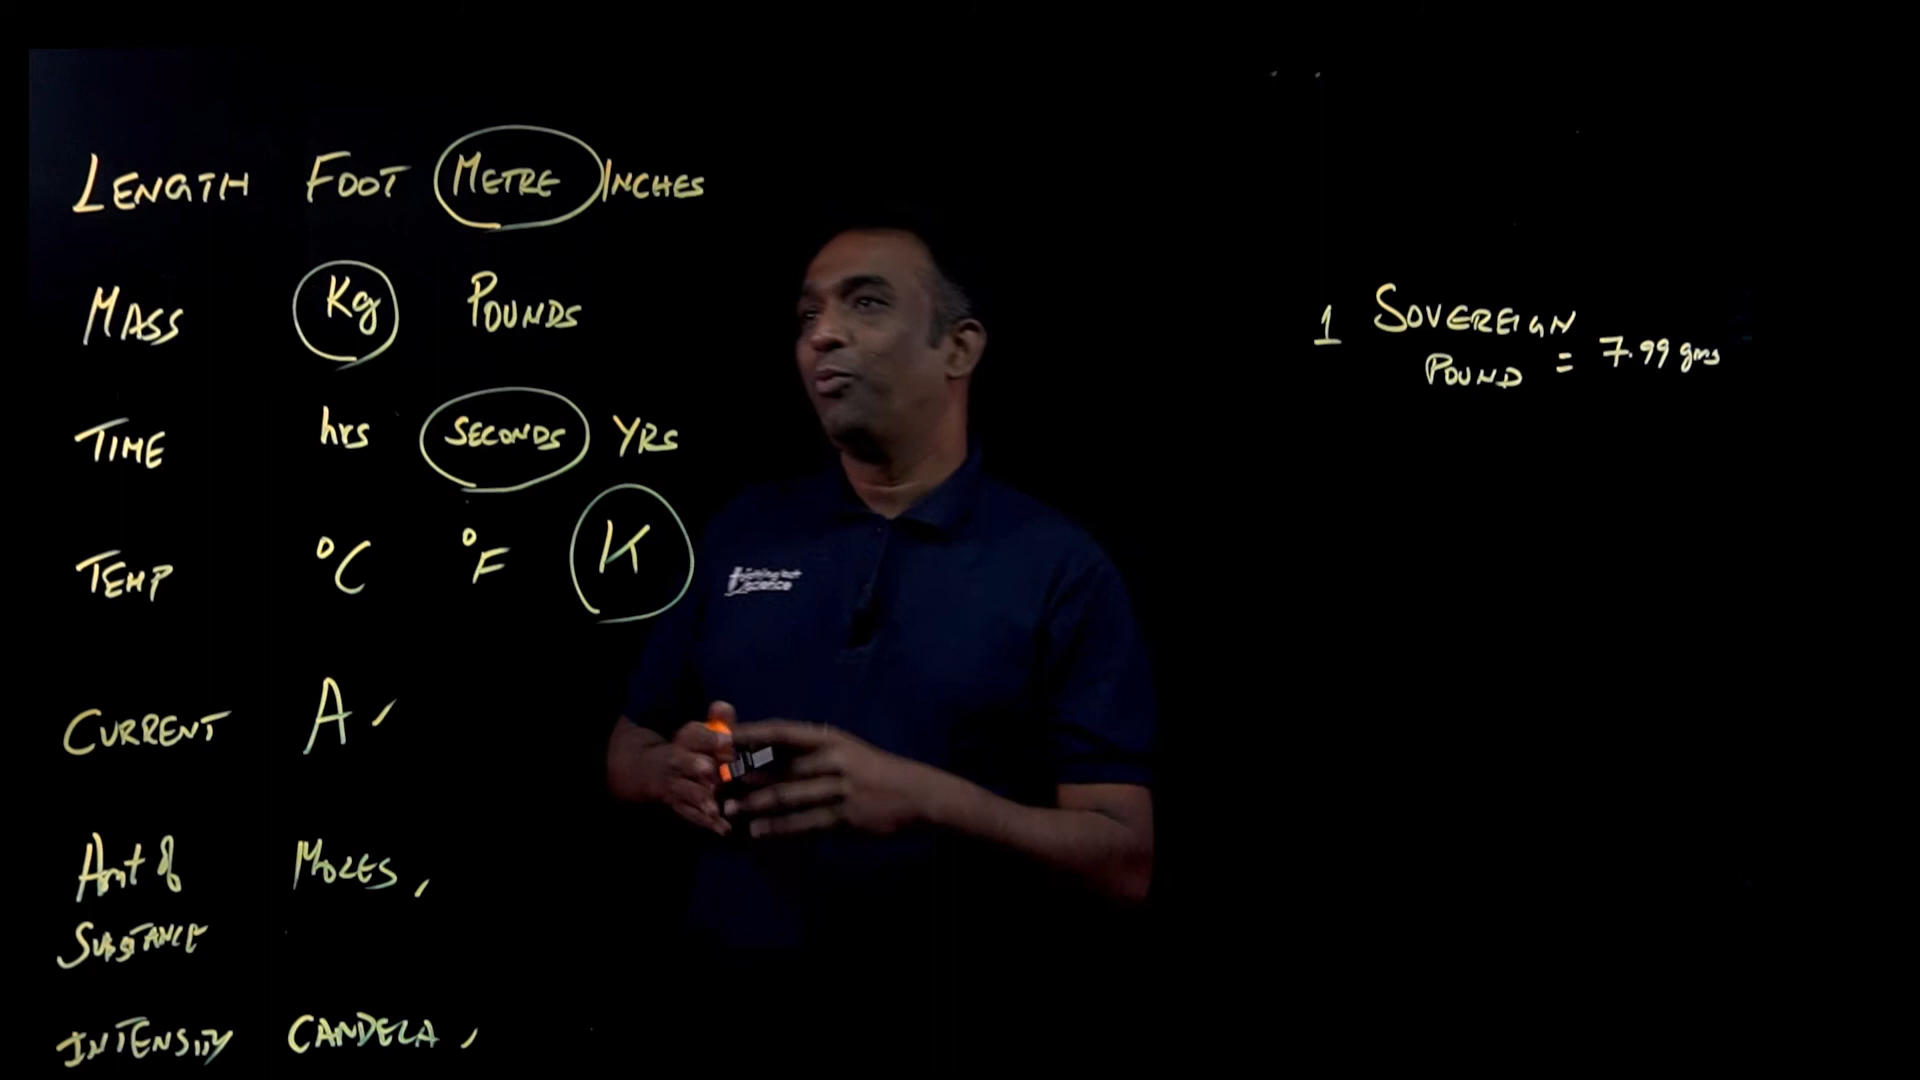 LENGTH FOOT METRE INCHES
MASS Kg POUNDS
TIME hrs SECONDS YRS
TEMP °C °F K
CURRENT A
Amt of MOLES,
SUBSTANCE
INTENSITY CANDELA,
1 SOVEREIGN
POUND = 7.99 gms
science